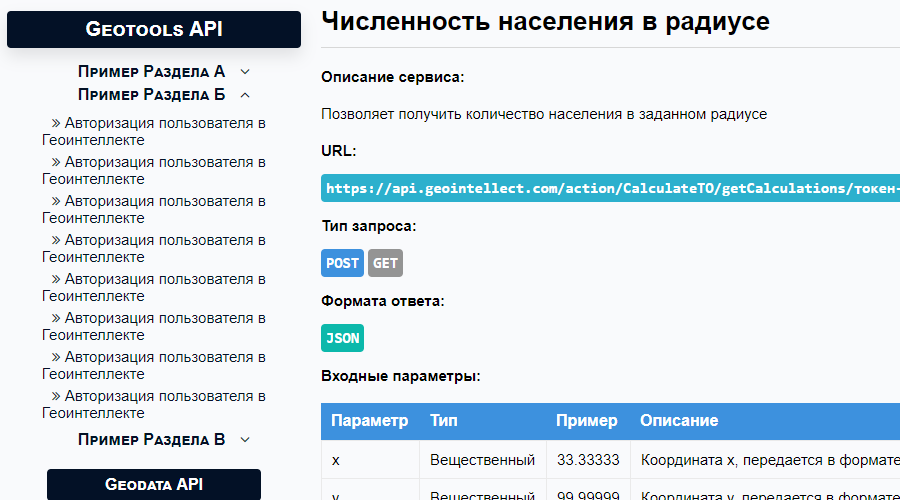 Geotools API
Пример Раздела А
Пример Раздела Б
» Авторизация пользователя в
Геоинтеллекте
» Авторизация пользователя в
Геоинтеллекте
» Авторизация пользователя в
Геоинтеллекте
» Авторизация пользователя в
Геоинтеллекте
» Авторизация пользователя в
Геоинтеллекте
» Авторизация пользователя в
Геоинтеллекте
» Авторизация пользователя в
Геоинтеллекте
» Авторизация пользователя в
Геоинтеллекте
Пример Раздела В
Geodata API
Численность населения в радиусе
Описание сервиса:
Позволяет получить количество населения в заданном радиусе
URL:
https://api.geointellect.com/action/CalculateTO/getCalculations/токен-
Тип запроса:
POST GET
Формата ответа:
JSON
Входные параметры:
Параметр Тип Пример Описание
x Вещественный 33.33333 Координата x, передается в формате
y Вещественный 99.99999 Координата y, передается в формате